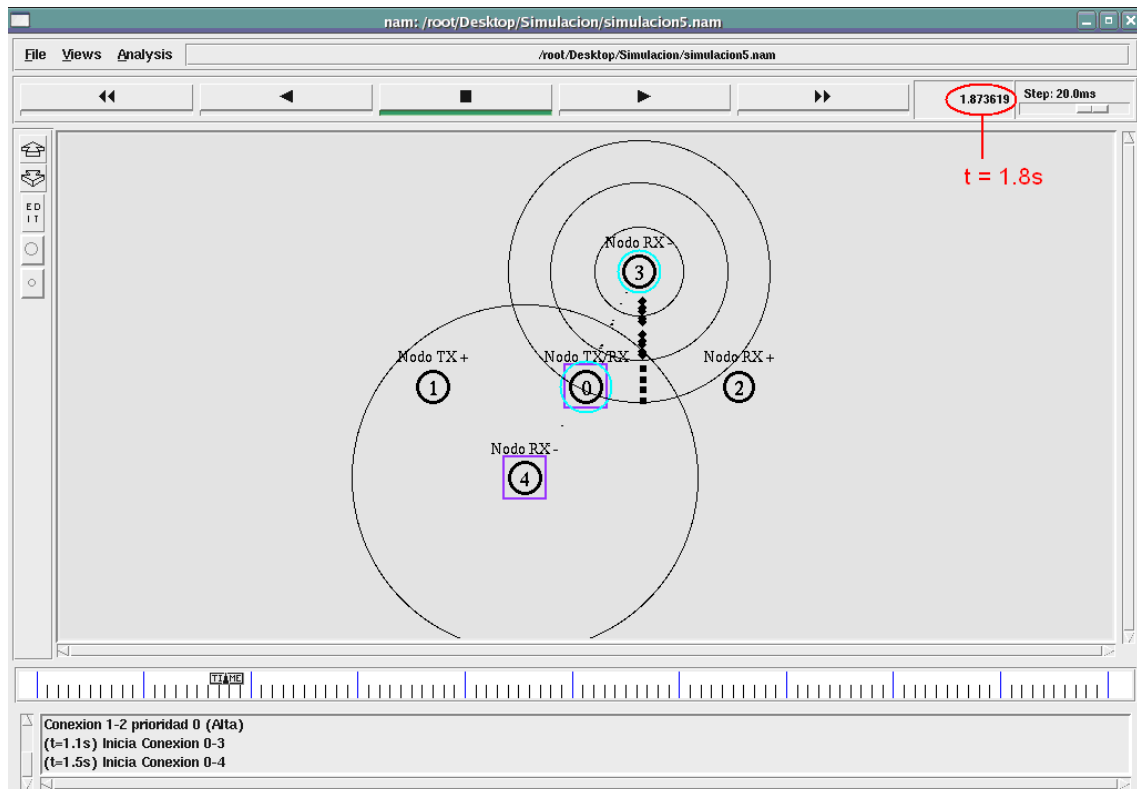 nam: /root/Desktop/Simulacion/simulacion5.nam
File Views Analysis /root/Desktop/Simulacion/simulacion5.nam
1.873619 Step: 20.0ms
t = 1.8s
E D
I T
Nodo RX -
3
Nodo TX + Nodo TX/RX Nodo RX +
1 0 2
Nodo RX -
4
TIME
Conexion 1-2 prioridad 0 (Alta)
(t=1.1s) Inicia Conexion 0-3
(t=1.5s) Inicia Conexion 0-4